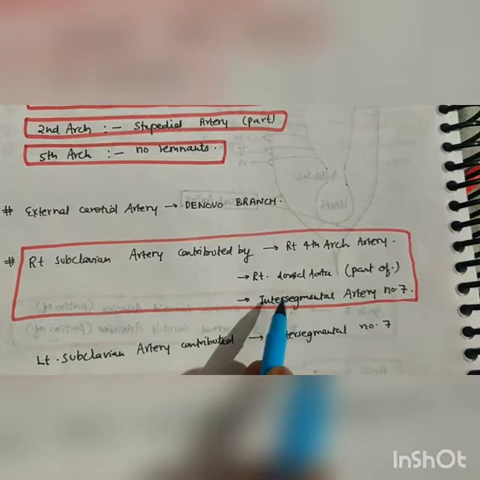 2nd Arch :- Stapedial Artery (part)
5th Arch :- no remnants.
# External carotid Artery → DENOVO BRANCH.
# Rt Subclavian Artery contributed by → Rt 4th Arch Artery.
→ Rt. dorsal Aorta (part of.)
→ Intersegmental Artery no. 7.
Lt. Subclavian Artery contributed → intersegmental no. 7
InShOt